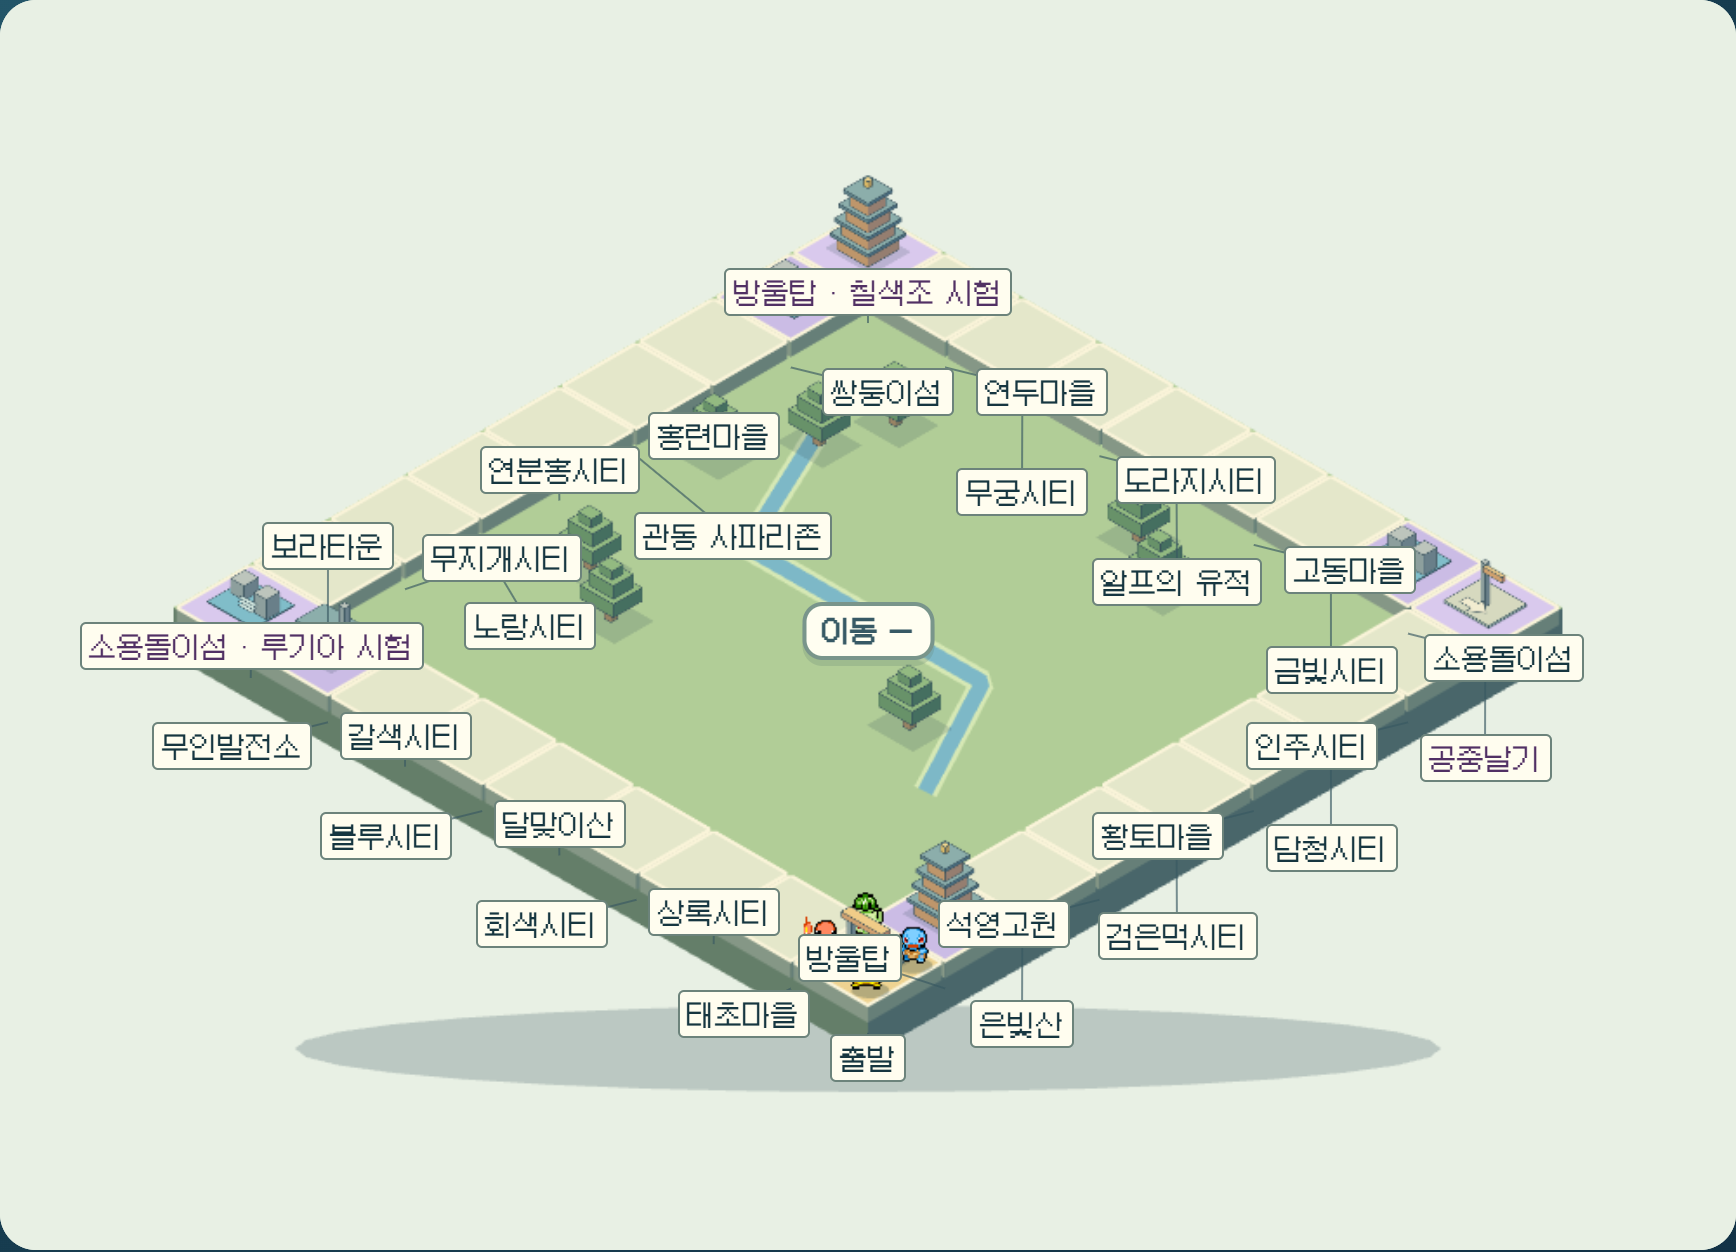 방울탑 · 칠색조 시험
쌍둥이섬
연두마을
홍련마을
연분홍시티
도라지시티
무궁시티
관동 사파리존
보라타운
무지개시티
고동마을
알프의 유적
노랑시티
이동 –
소용돌이섬 · 루기아 시험
소용돌이섬
금빛시티
무인발전소
갈색시티
인주시티
공중날기
블루시티
달맞이산
황토마을
담청시티
회색시티
상록시티
석영고원
검은먹시티
방울탑
태초마을
은빛산
출발